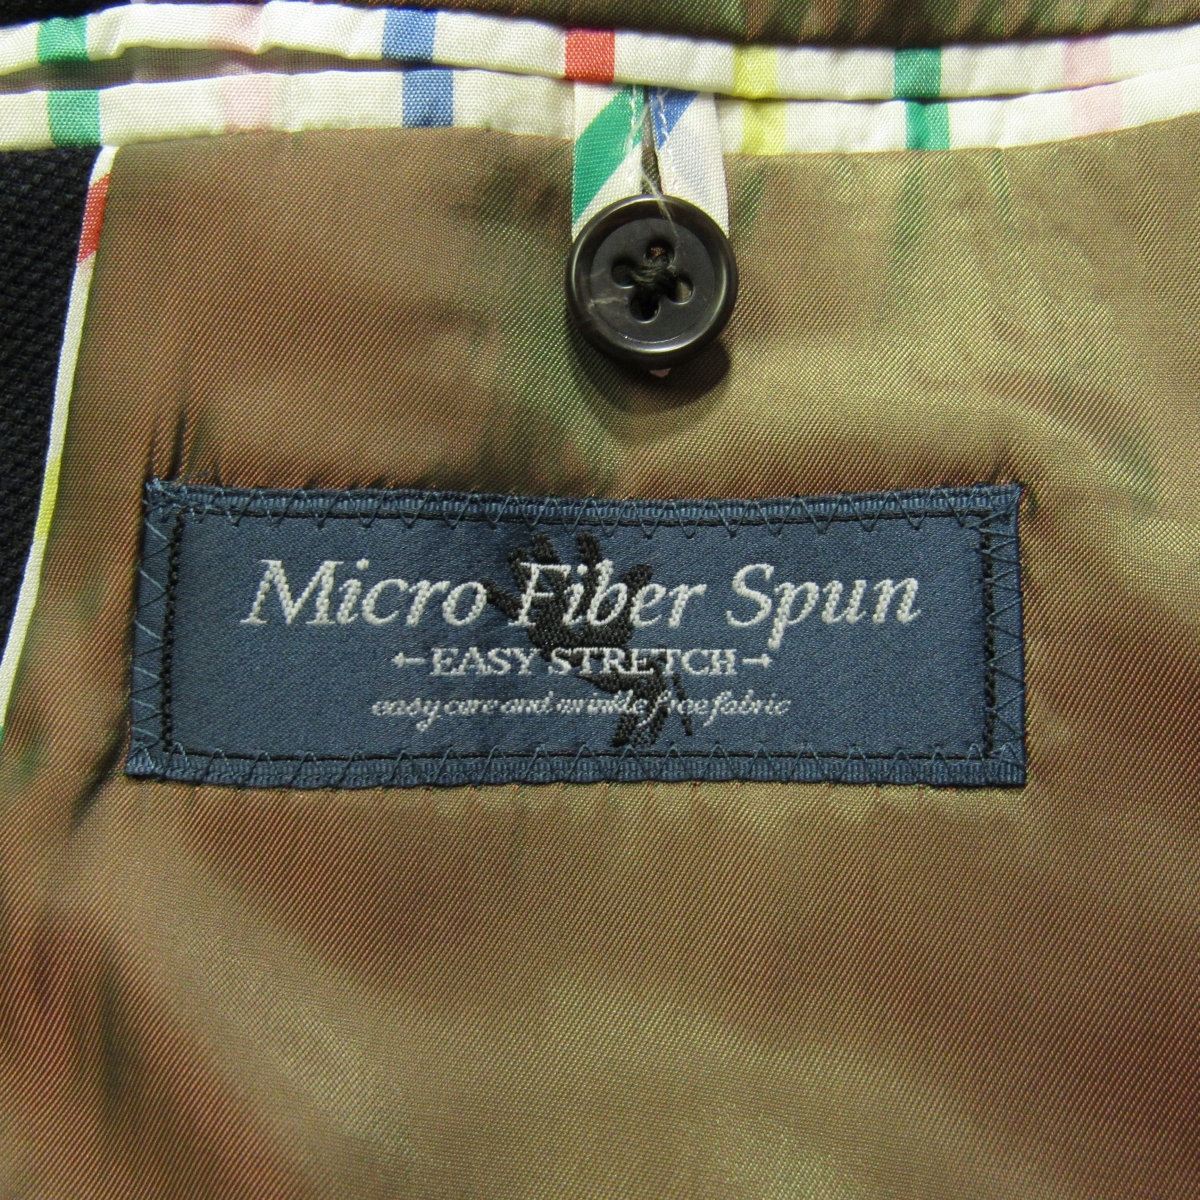 Micro Fiber Spun
←EASY STRETCH→
easy care and wrinkle free fabric